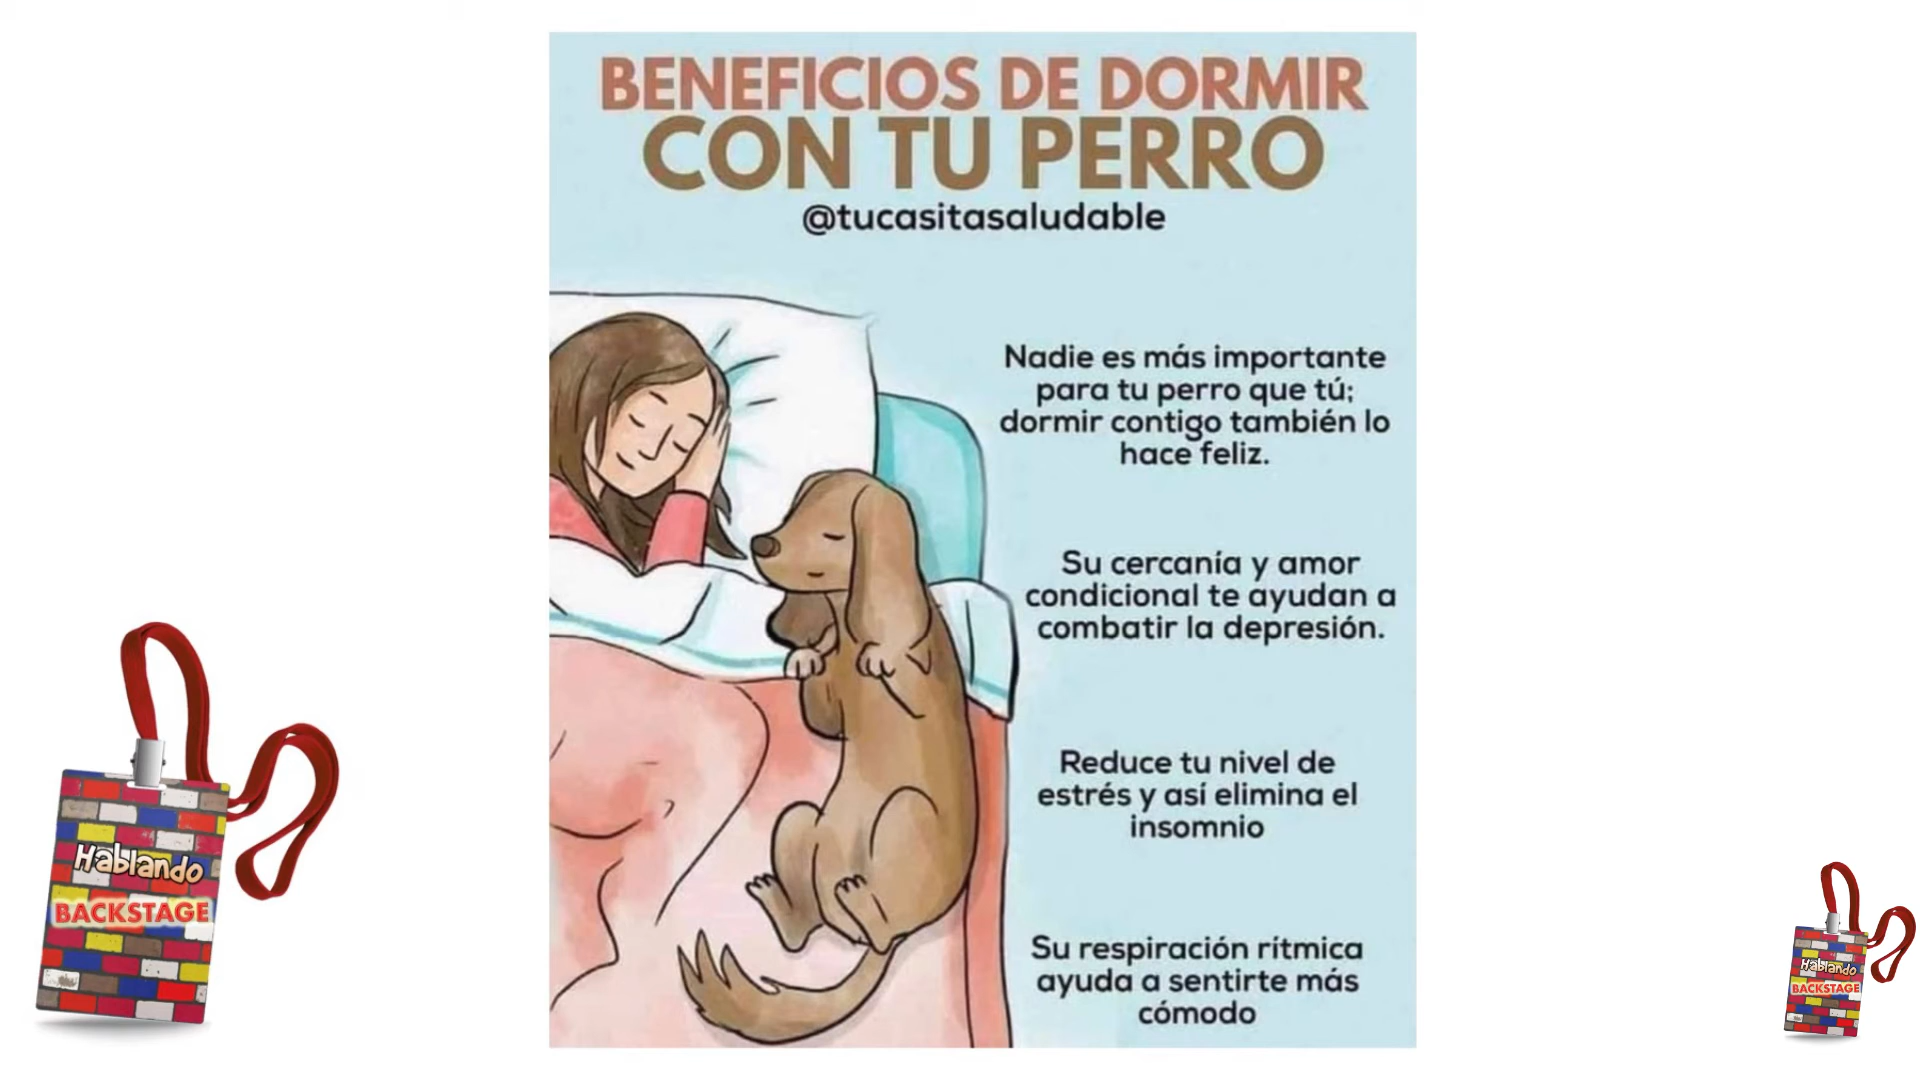 BENEFICIOS DE DORMIR
CON TU PERRO
@tucasitasaludable
Nadie es más importante
para tu perro que tú;
dormir contigo también lo
hace feliz.
Su cercanía y amor
condicional te ayudan a
combatir la depresión.
Reduce tu nivel de
estrés y así elimina el
insomnio
Su respiración rítmica
ayuda a sentirte más
cómodo
Hablando
BACKSTAGE
Hablando
BACKSTAGE